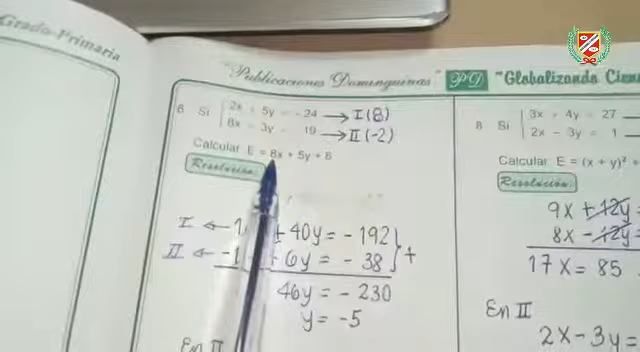 Grado-Primaria
"Publicaciones Dominguinas" PD "Globalizando
6 Si 2x + 5y = -24 → I (8)
8x - 3y = 19 → II (-2)
Calcular E = 8x + 5y + 8
Resolución
I ← + 40y = - 192
II ← + 6y = - 38 } +
46y = - 230
y = -5
En II
8 Si 3x + 4y = 27
2x - 3y = 1
Calcular E = (x + y)² +
Resolución
9x + 12y =
8x - 12y =
17x = 85
En II
2x - 3y =